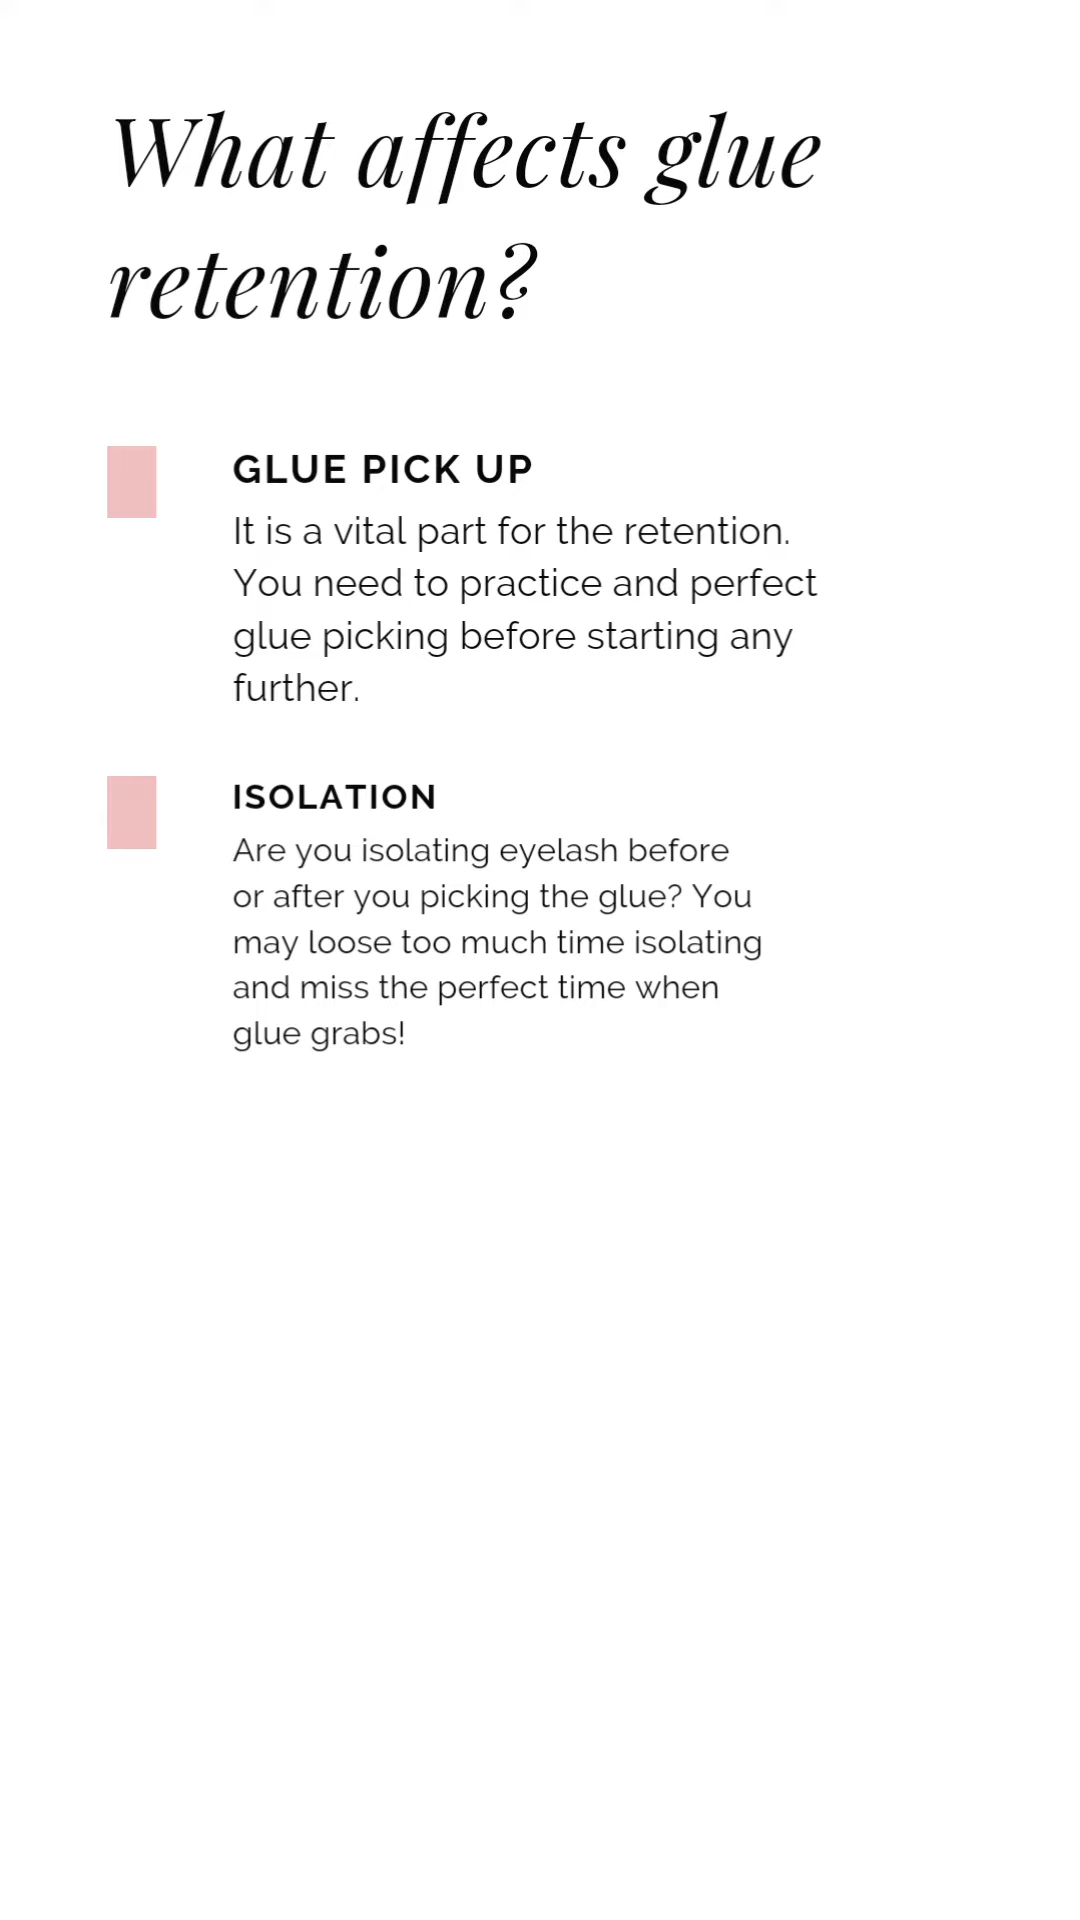 What affects glue
retention?
GLUE PICK UP
It is a vital part for the retention.
You need to practice and perfect
glue picking before starting any
further.
ISOLATION
Are you isolating eyelash before
or after you picking the glue? You
may loose too much time isolating
and miss the perfect time when
glue grabs!